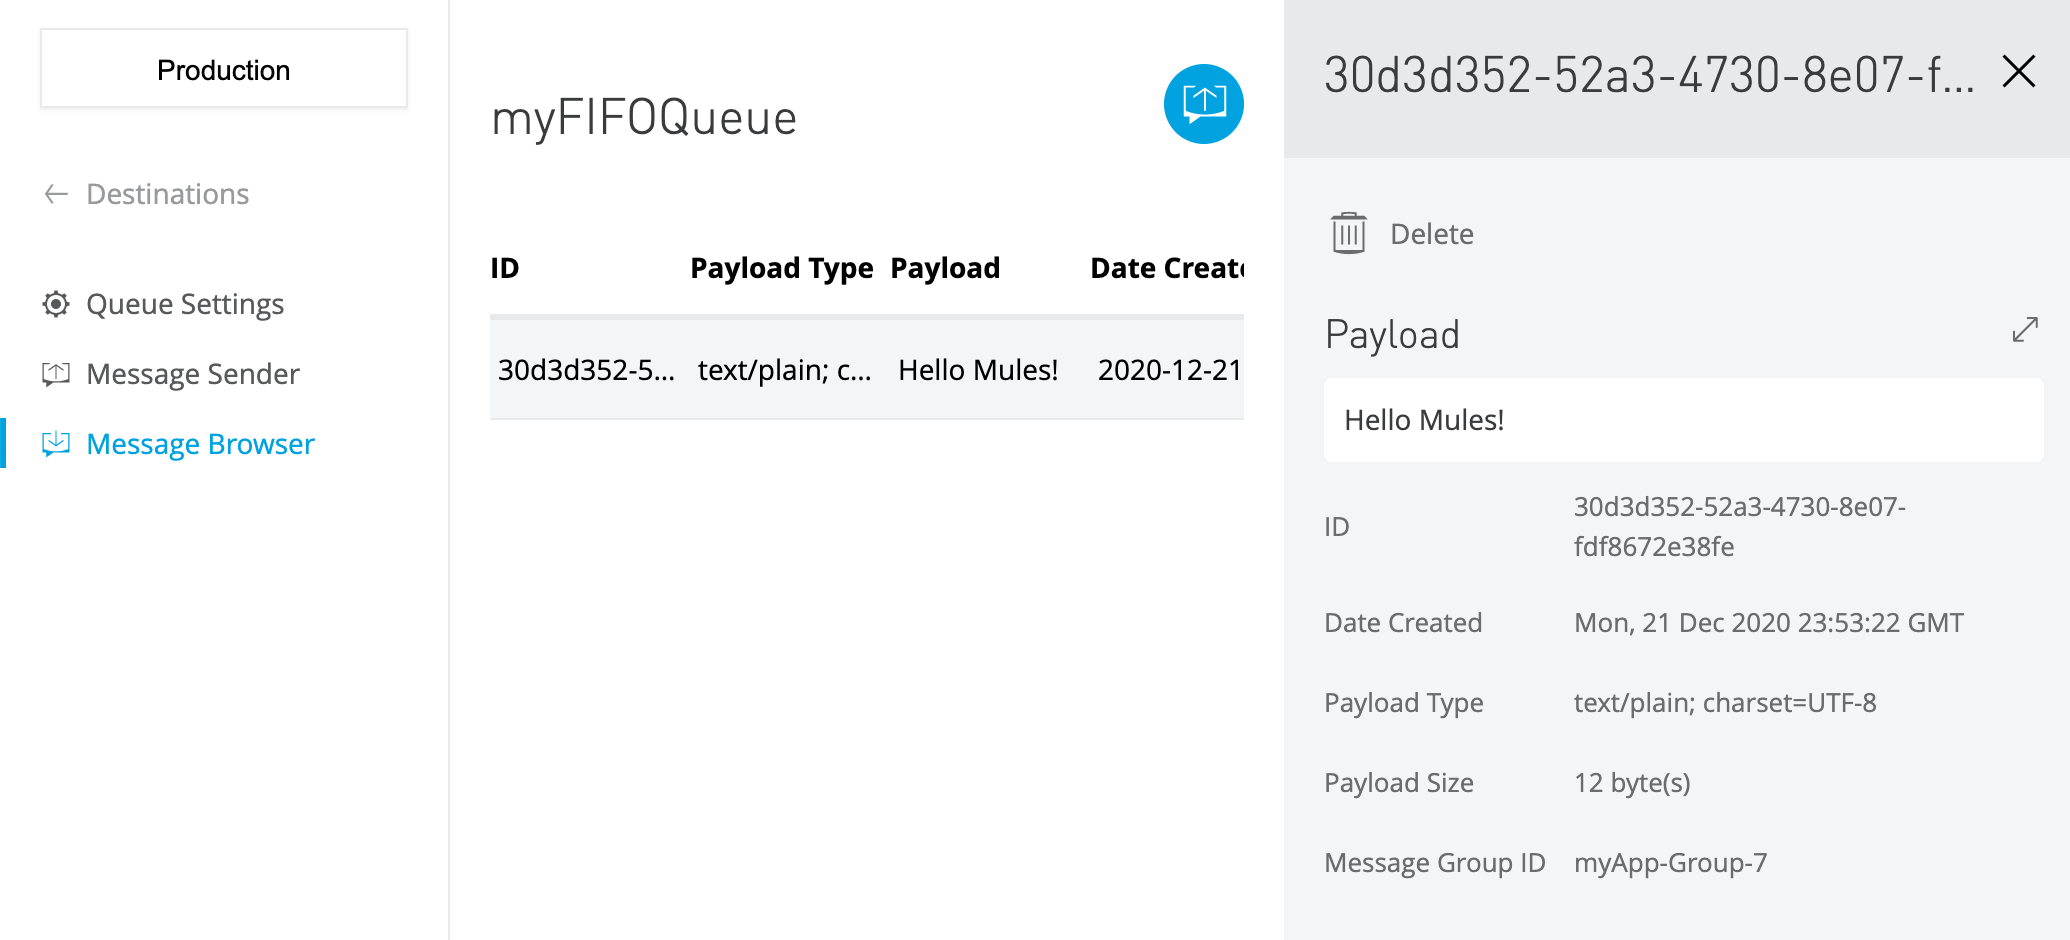 Production
Destinations
Queue Settings
Message Sender
Message Browser
myFIFOQueue
ID Payload Type Payload Date Create
30d3d352-5... text/plain; c... Hello Mules! 2020-12-21
30d3d352-52a3-4730-8e07-f...
Delete
Payload
Hello Mules!
ID 30d3d352-52a3-4730-8e07-
fdf8672e38fe
Date Created Mon, 21 Dec 2020 23:53:22 GMT
Payload Type text/plain; charset=UTF-8
Payload Size 12 byte(s)
Message Group ID myApp-Group-7